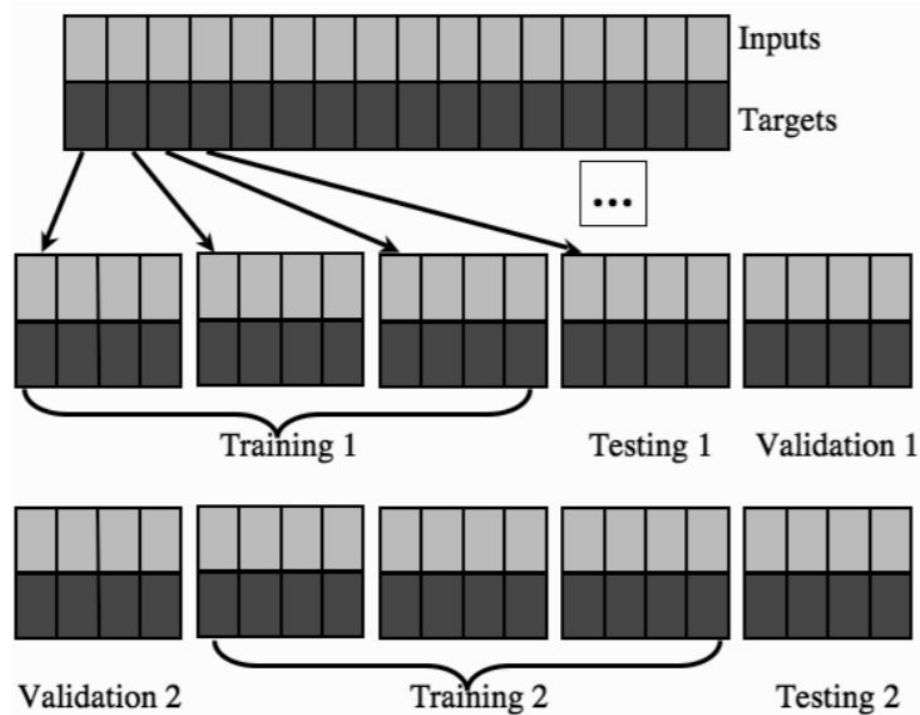 Inputs
Targets
...
Training 1
Testing 1
Validation 1
Validation 2
Training 2
Testing 2